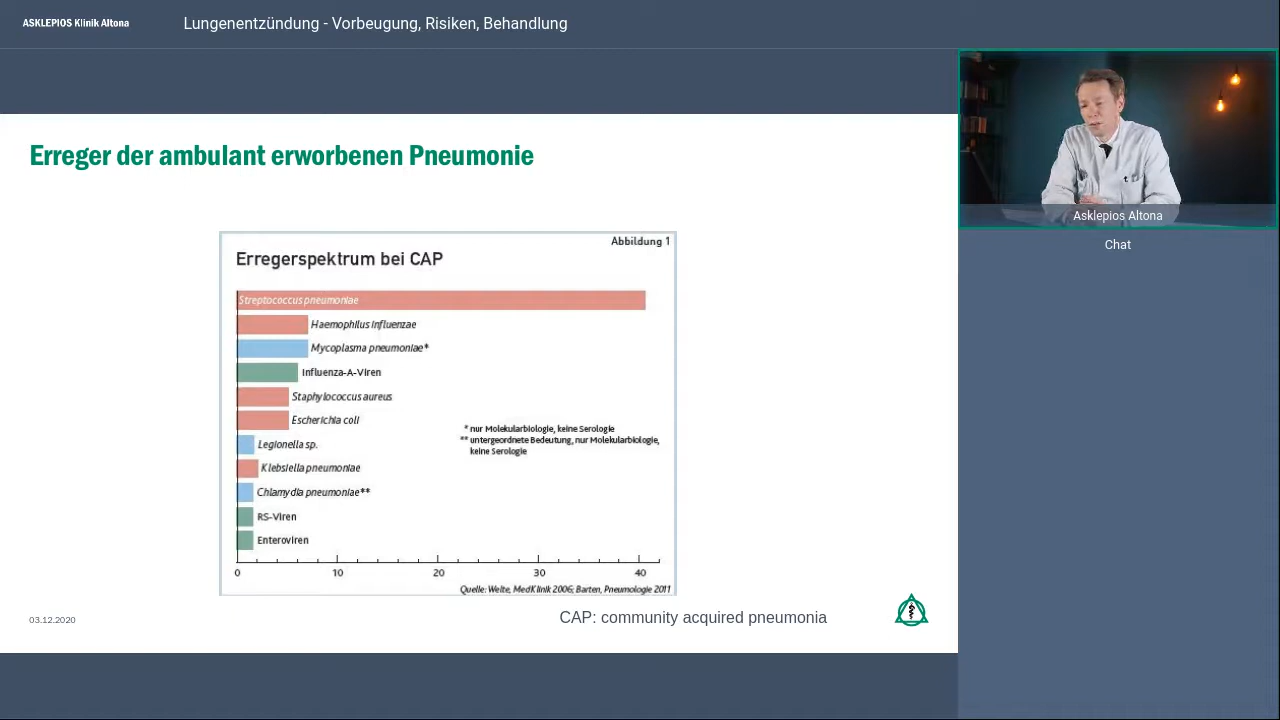 ASKLEPIOS Klinik Altona
Lungenentzündung - Vorbeugung, Risiken, Behandlung
Erreger der ambulant erworbenen Pneumonie
Abbildung 1
Erregerspektrum bei CAP
Streptococcus pneumoniae
Haemophilus influenzae
Mycoplasma pneumoniae*
Influenza-A-Viren
Staphylococcus aureus
Escherichia coli
Legionella sp.
Klebsiella pneumoniae
Chlamydia pneumoniae**
RS-Viren
Enteroviren
* nur Molekularbiologie, keine Serologie
** untergeordnete Bedeutung, nur Molekularbiologie,
keine Serologie
0 10 20 30 40
Quelle: Welte, MedKlinik 2006; Barten, Pneumologie 2011
03.12.2020
CAP: community acquired pneumonia
Asklepios Altona
Chat